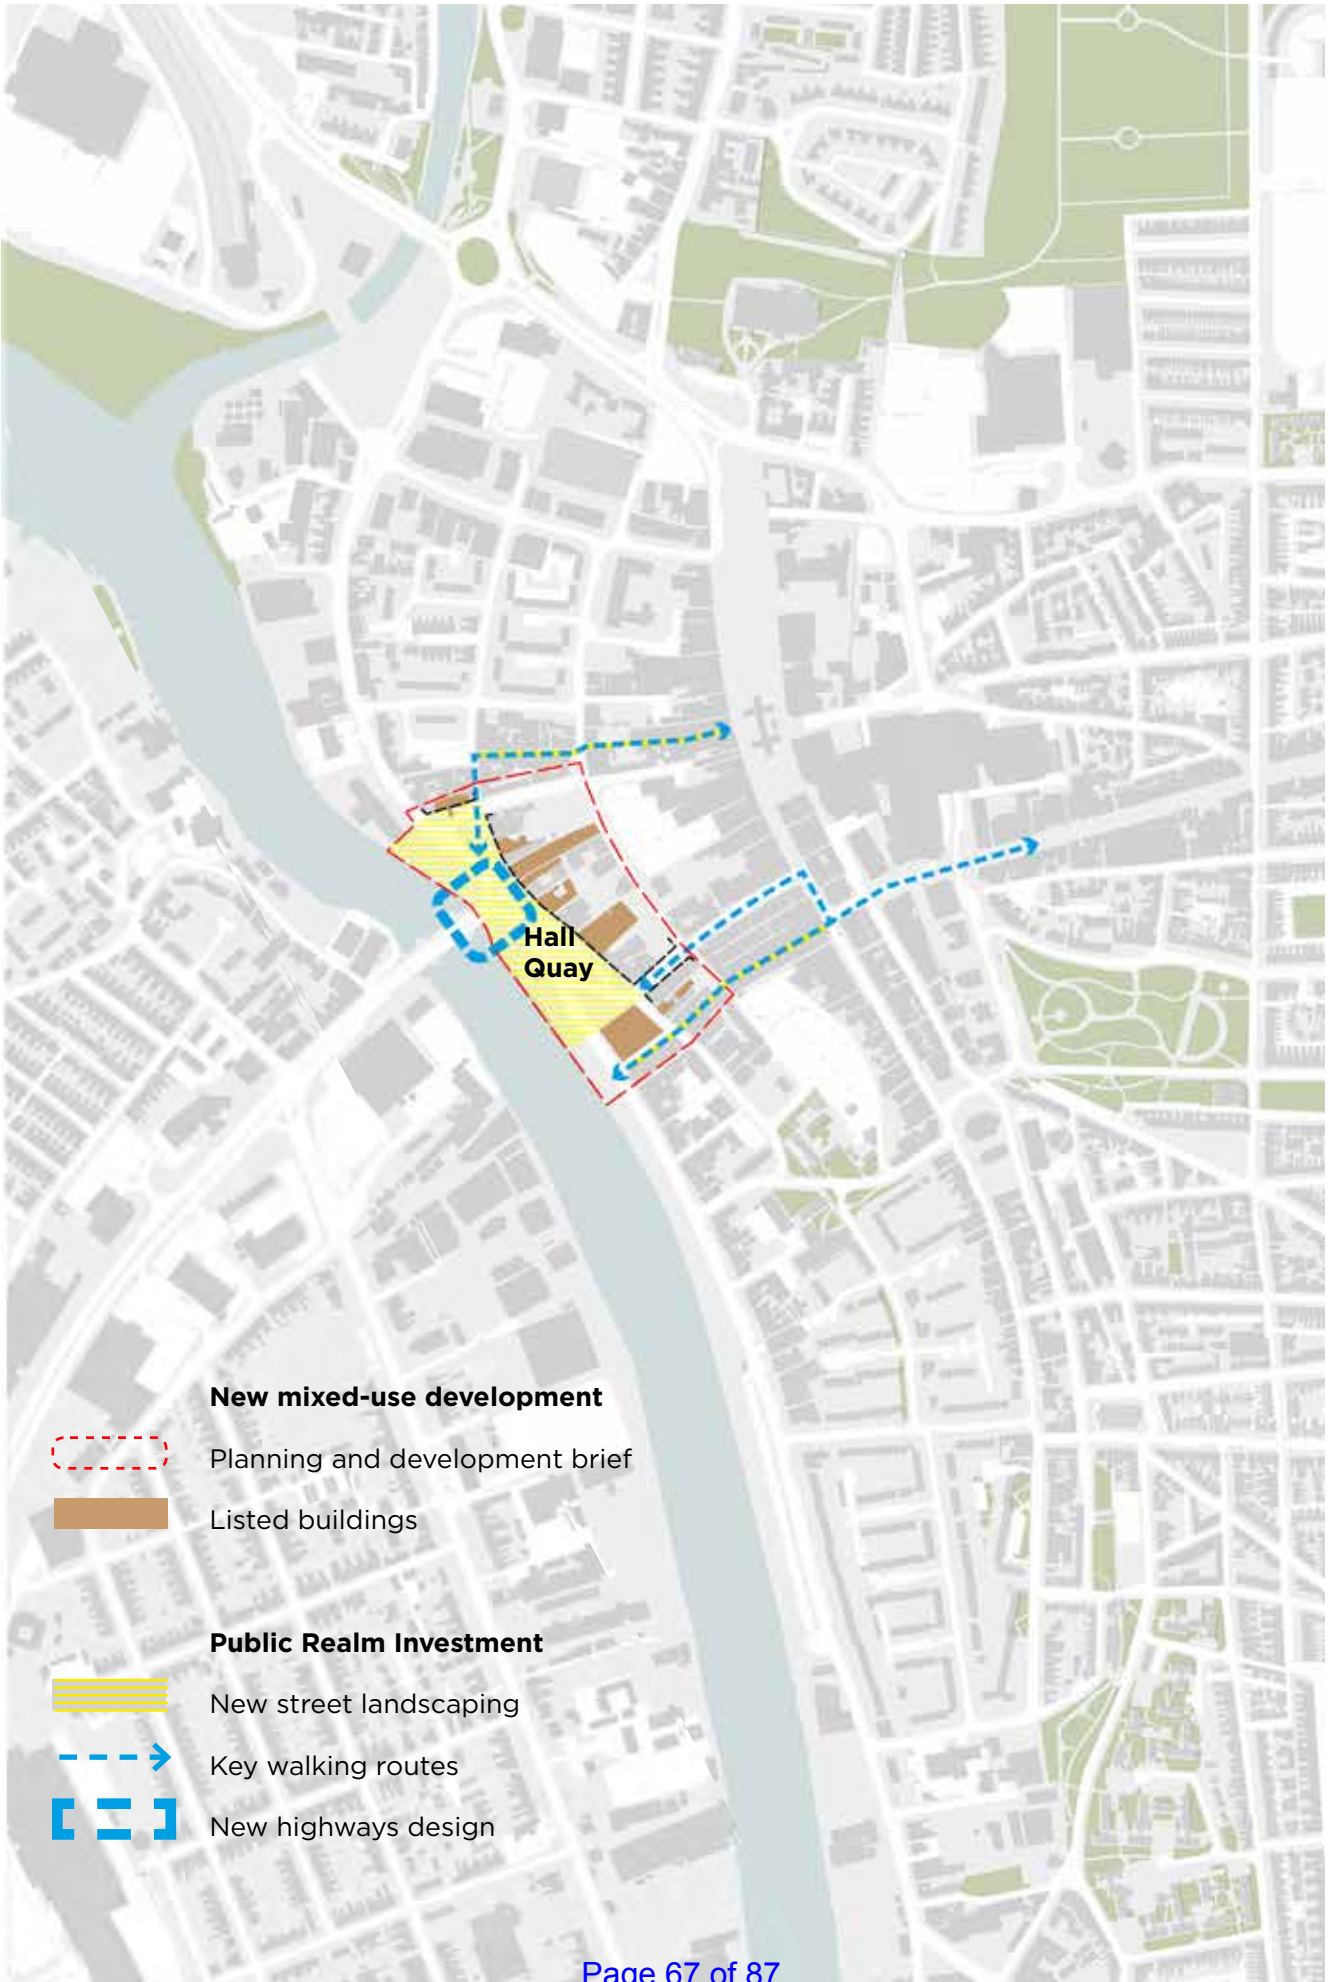 Hall
Quay
New mixed-use development
Planning and development brief
Listed buildings
Public Realm Investment
New street landscaping
Key walking routes
New highways design
Page 67 of 87